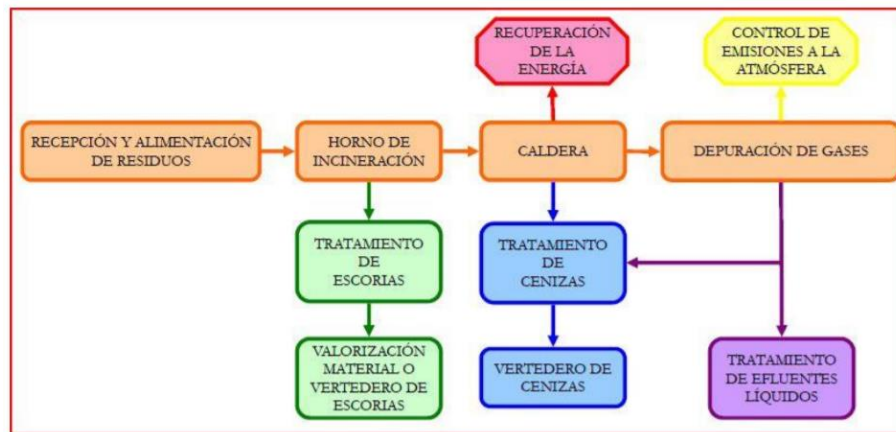 RECUPERACIÓN
DE LA
ENERGÍA
CONTROL DE
EMISIONES A LA
ATMÓSFERA
RECEPCIÓN Y ALIMENTACIÓN
DE RESIDUOS
HORNO DE
INCINERACIÓN
CALDERA
DEPURACIÓN DE GASES
TRATAMIENTO
DE
ESCORIAS
TRATAMIENTO
DE
CENIZAS
VALORIZACIÓN
MATERIAL O
VERTEDERO DE
ESCORIAS
VERTEDERO DE
CENIZAS
TRATAMIENTO
DE EFLUENTES
LÍQUIDOS